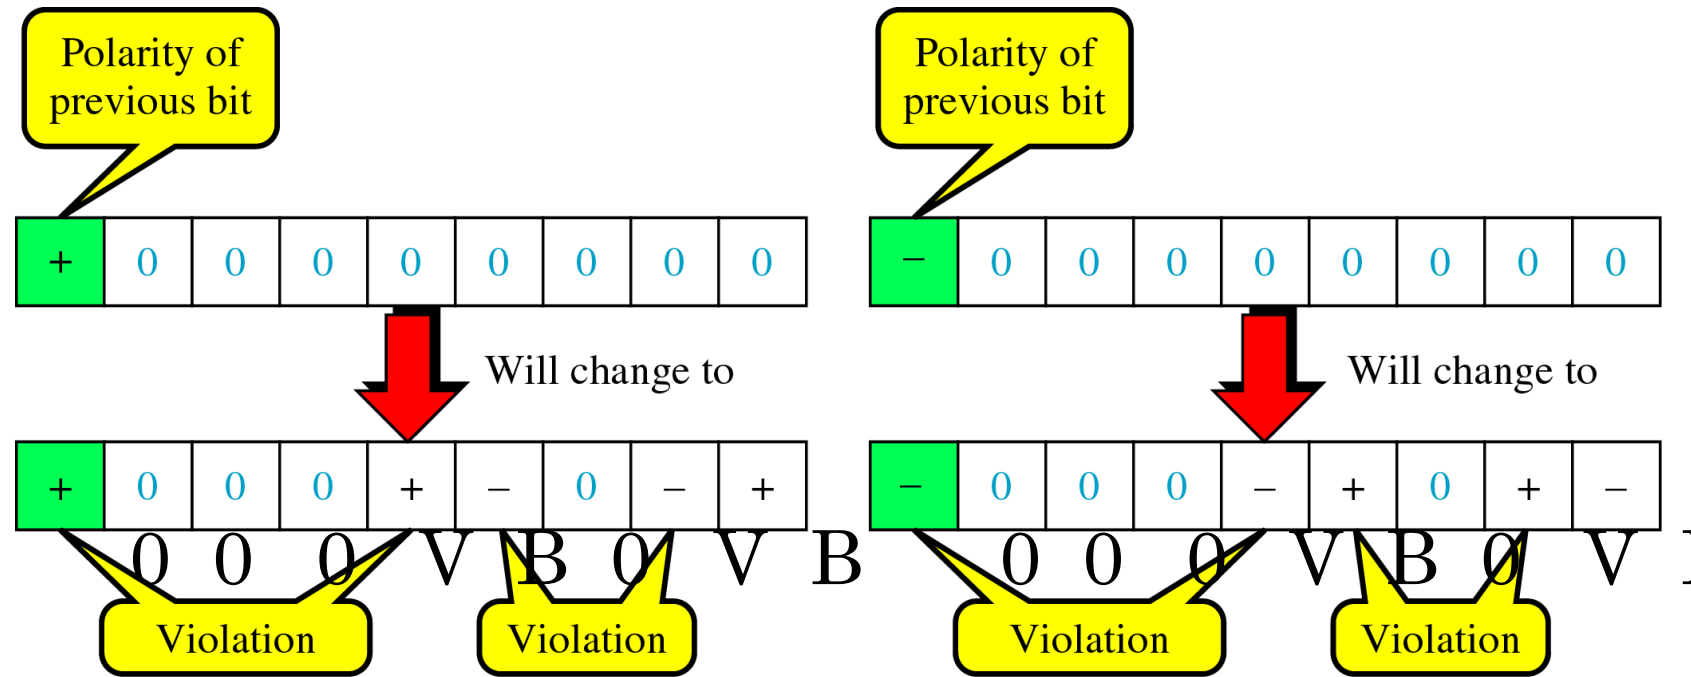 Polarity of
previous bit
Polarity of
previous bit
+ 0 0 0 0 0 0 0 0
– 0 0 0 0 0 0 0 0
Will change to
Will change to
+ 0 0 0 + – 0 – +
– 0 0 0 – + 0 + –
0 0 0 V B 0 V B
0 0 0 V B 0 V
Violation
Violation
Violation
Violation